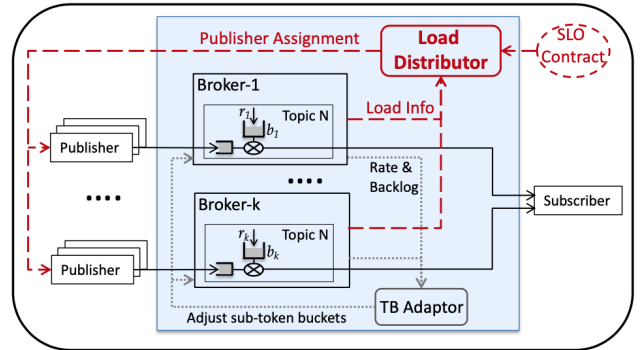 Publisher Assignment
Load
Distributor
SLO
Contract
Broker-1
Topic N
r1
b1
Load Info
Publisher
Rate &
Backlog
Broker-k
Topic N
rk
bk
Subscriber
Publisher
TB Adaptor
Adjust sub-token buckets